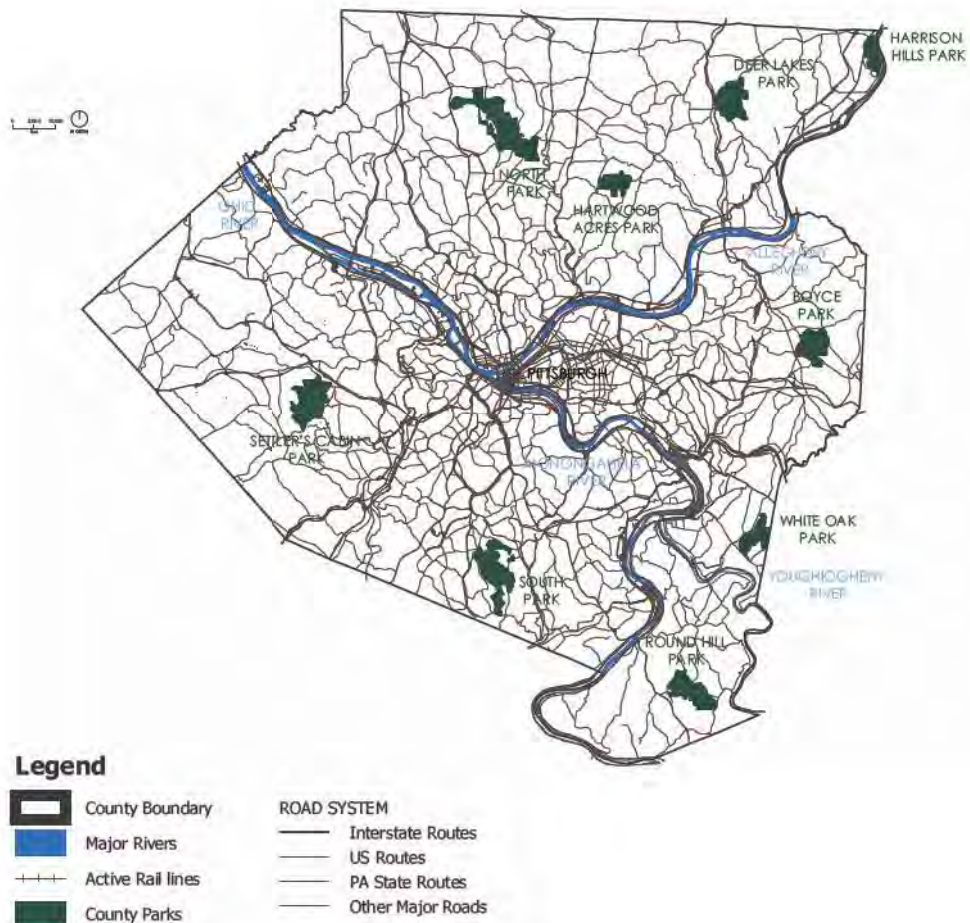 HARRISON
HILLS PARK
DEER LAKES
PARK
NORTH
PARK
HARTWOOD
ACRES PARK
OHIO
RIVER
ALLEGHENY
RIVER
BOYCE
PARK
PITTSBURGH
SETTLER'S CABIN
PARK
MONONGAHELA
RIVER
WHITE OAK
PARK
SOUTH
PARK
YOUGHIOGHENY
RIVER
ROUND HILL
PARK
Legend
County Boundary
Major Rivers
Active Rail lines
County Parks
ROAD SYSTEM
Interstate Routes
US Routes
PA State Routes
Other Major Roads